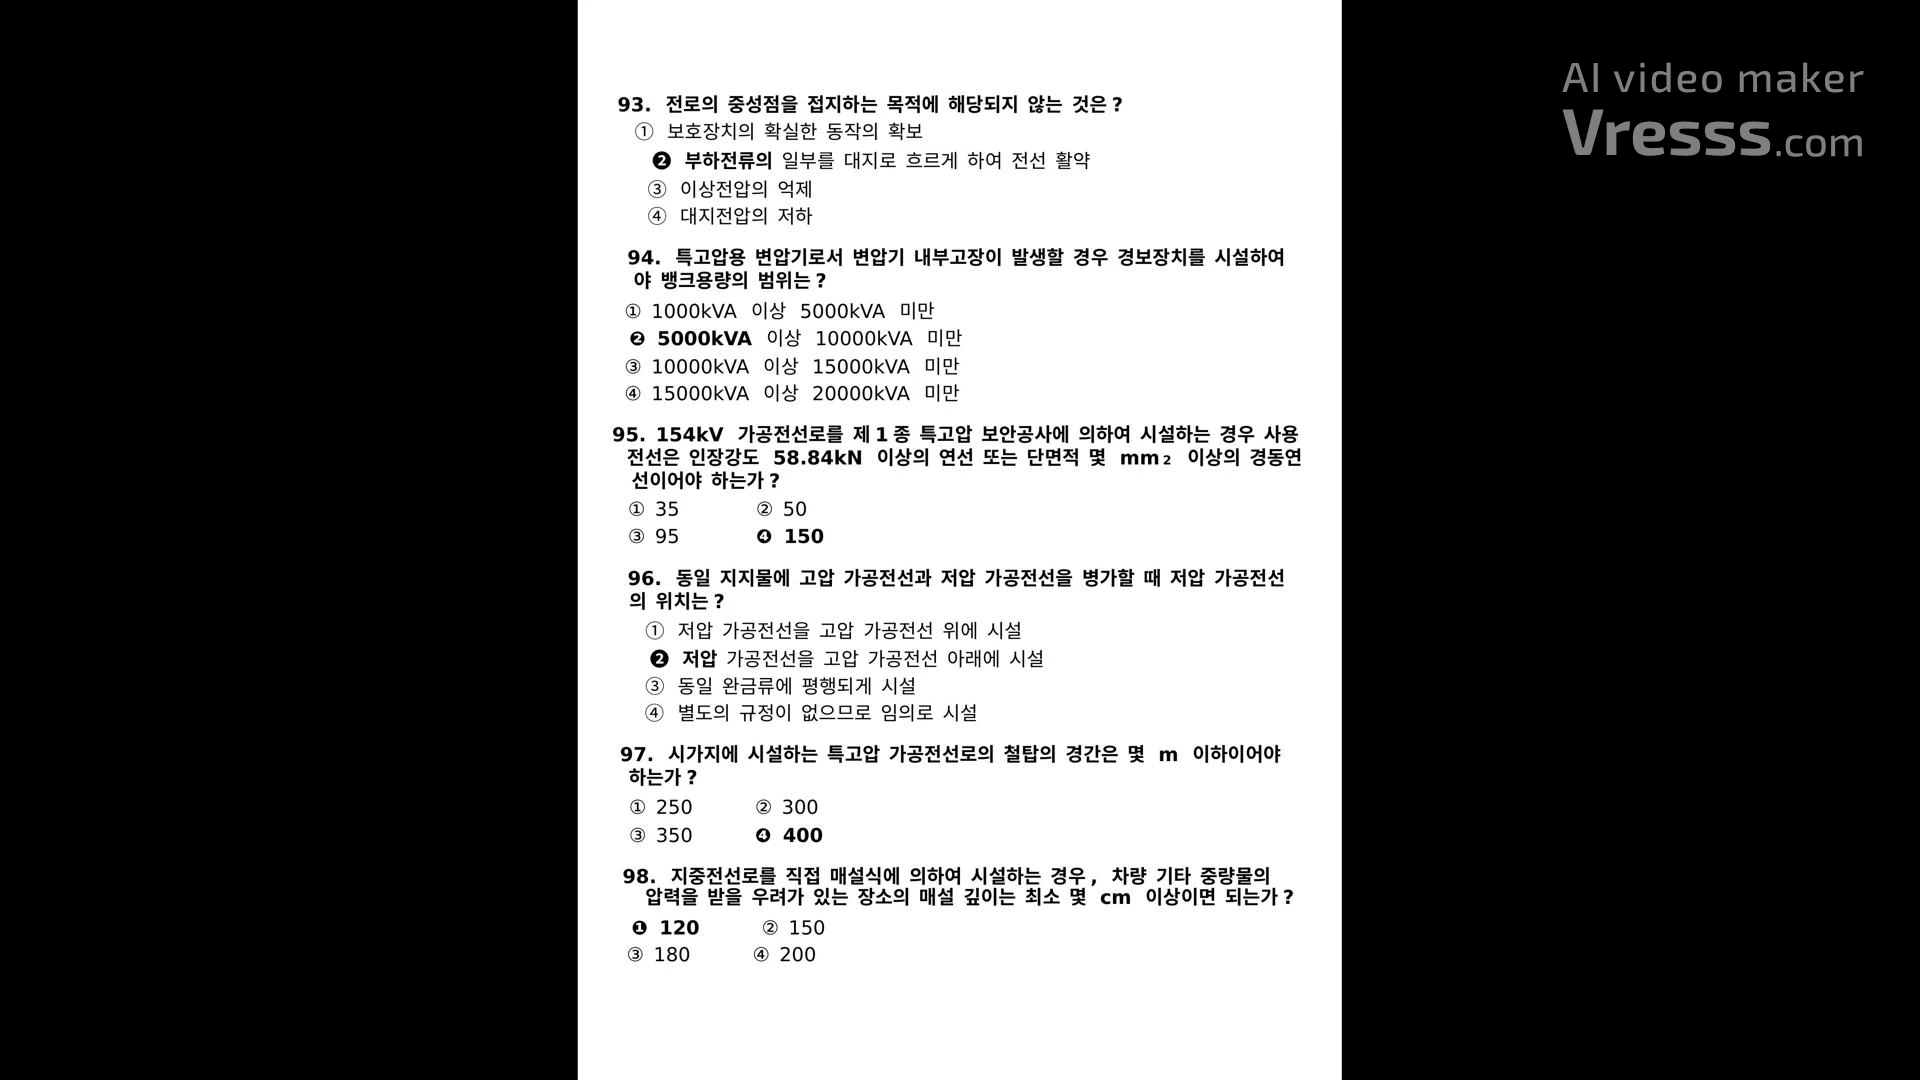 AI video maker
Vresss.com
93. 전로의 중성점을 접지하는 목적에 해당되지 않는 것은?
① 보호장치의 확실한 동작의 확보
❷ 부하전류의 일부를 대지로 흐르게 하여 전선 활약
③ 이상전압의 억제
④ 대지전압의 저하
94. 특고압용 변압기로서 변압기 내부고장이 발생할 경우 경보장치를 시설하여
야 뱅크용량의 범위는?
① 1000kVA 이상 5000kVA 미만
❷ 5000kVA 이상 10000kVA 미만
③ 10000kVA 이상 15000kVA 미만
④ 15000kVA 이상 20000kVA 미만
95. 154kV 가공전선로를 제1종 특고압 보안공사에 의하여 시설하는 경우 사용
전선은 인장강도 58.84kN 이상의 연선 또는 단면적 몇 mm₂ 이상의 경동연
선이어야 하는가?
① 35 ② 50
③ 95 ❹ 150
96. 동일 지지물에 고압 가공전선과 저압 가공전선을 병가할 때 저압 가공전선
의 위치는?
① 저압 가공전선을 고압 가공전선 위에 시설
❷ 저압 가공전선을 고압 가공전선 아래에 시설
③ 동일 완금류에 평행되게 시설
④ 별도의 규정이 없으므로 임의로 시설
97. 시가지에 시설하는 특고압 가공전선로의 철탑의 경간은 몇 m 이하이어야
하는가?
① 250 ② 300
③ 350 ❹ 400
98. 지중전선로를 직접 매설식에 의하여 시설하는 경우, 차량 기타 중량물의
압력을 받을 우려가 있는 장소의 매설 깊이는 최소 몇 cm 이상이면 되는가?
❶ 120 ② 150
③ 180 ④ 200